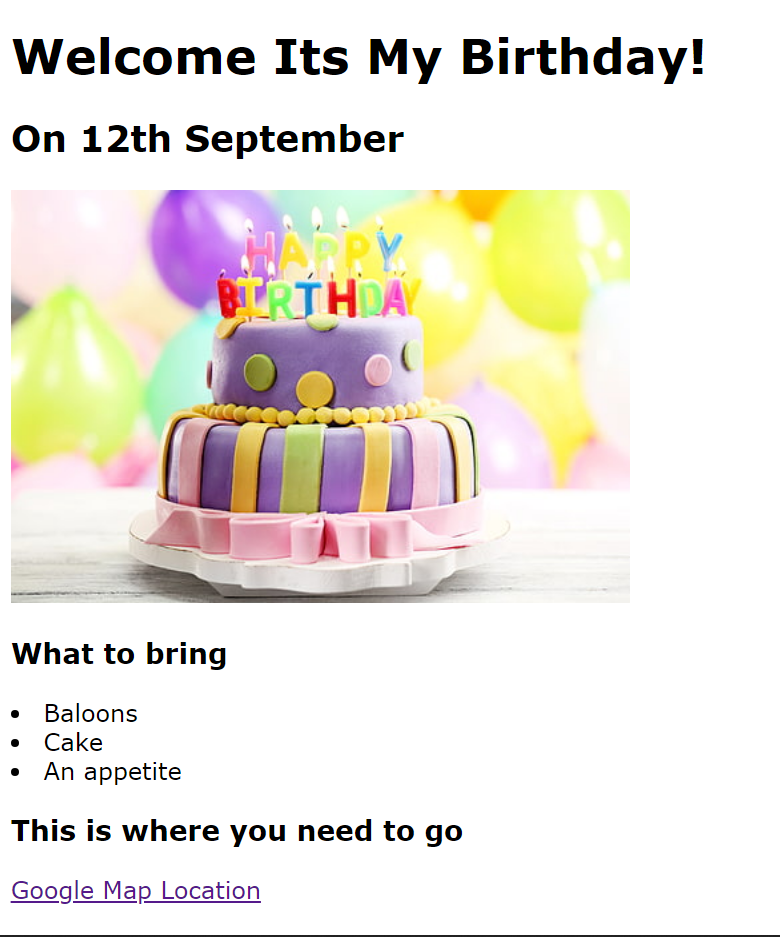 Welcome Its My Birthday!
On 12th September
HAPPY
BIRTHDAY
What to bring
Baloons
Cake
An appetite
This is where you need to go
Google Map Location